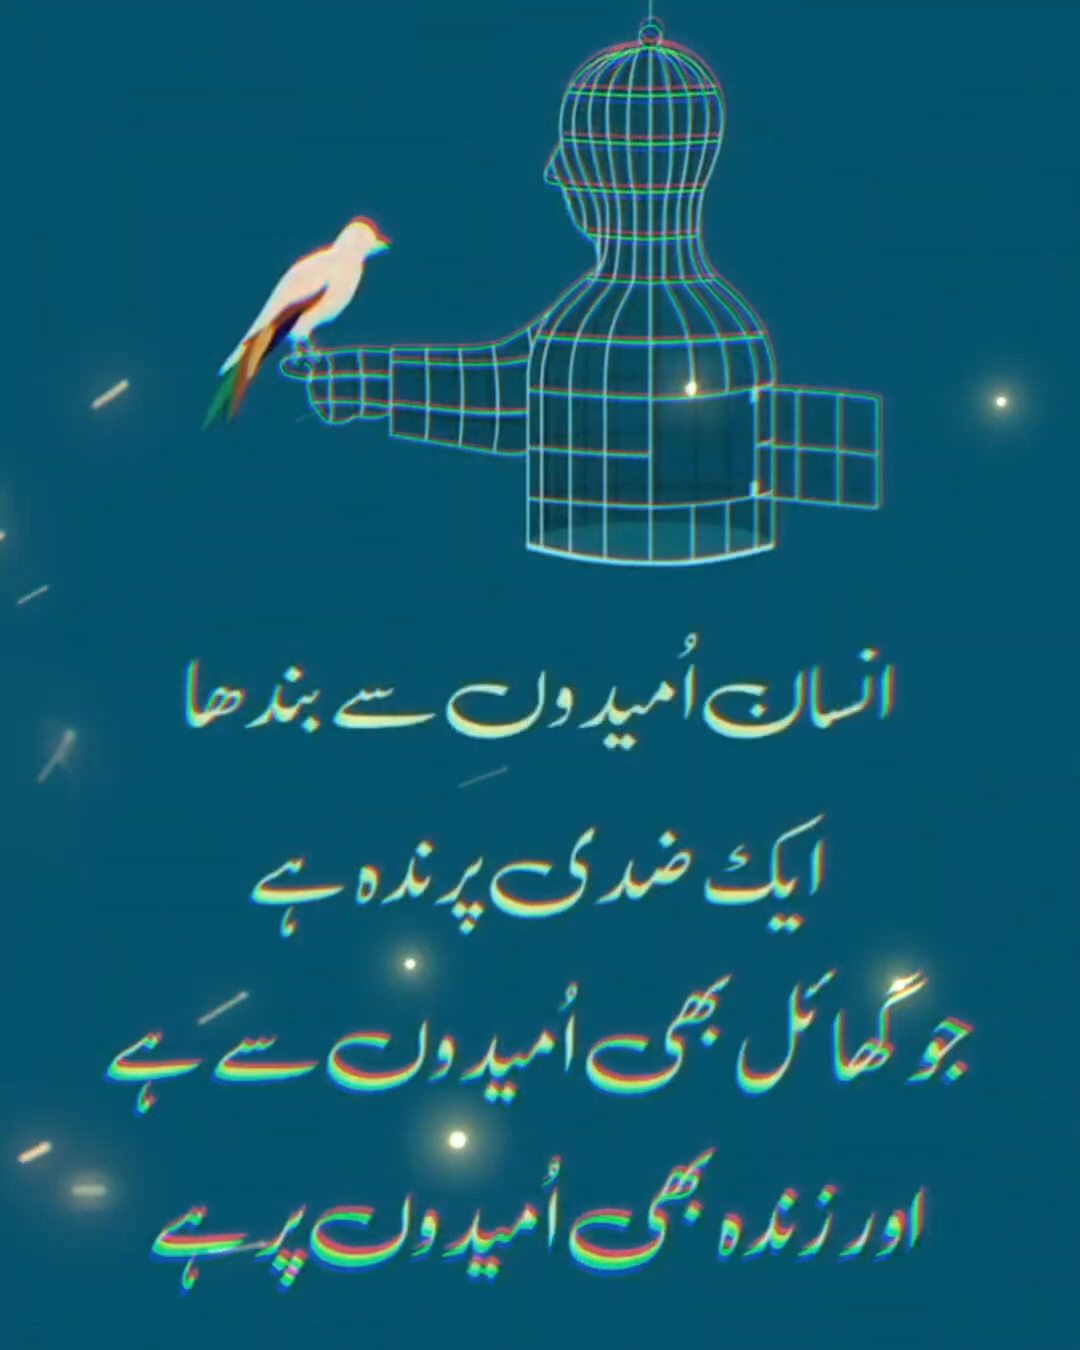 انسان اُمیدوں سے بندھا
ایک ضدی پرندہ ہے
جو گھائل بھی اُمیدوں سے ہے
اور زندہ بھی اُمیدوں پر ہے